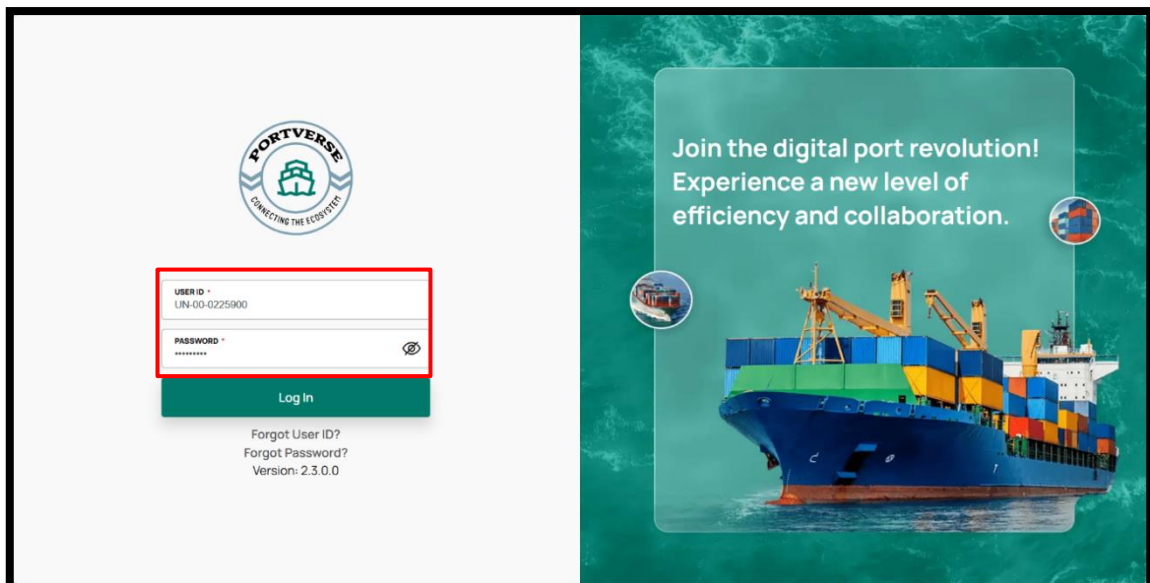 PORTVERSE
CONNECTING THE ECOSYSTEM
USER ID *
UN-00-0225900
PASSWORD *
•••••••••
Log In
Forgot User ID?
Forgot Password?
Version: 2.3.0.0
Join the digital port revolution!
Experience a new level of
efficiency and collaboration.